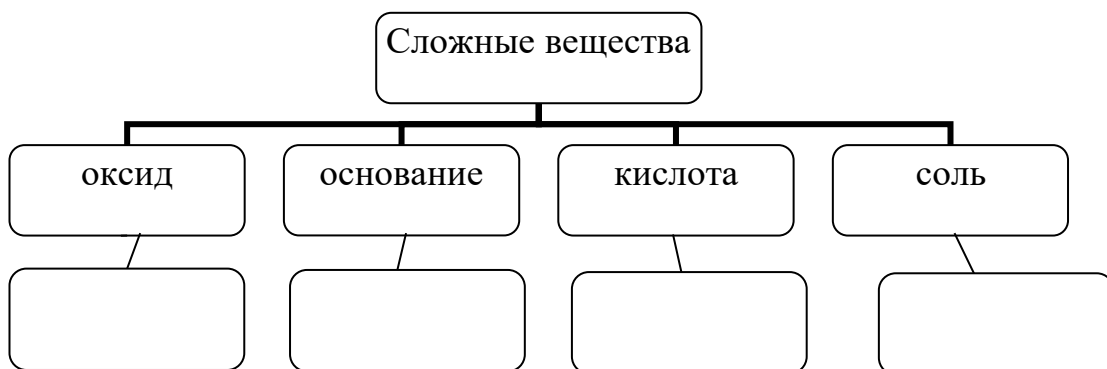 Сложные вещества
оксид
основание
кислота
соль